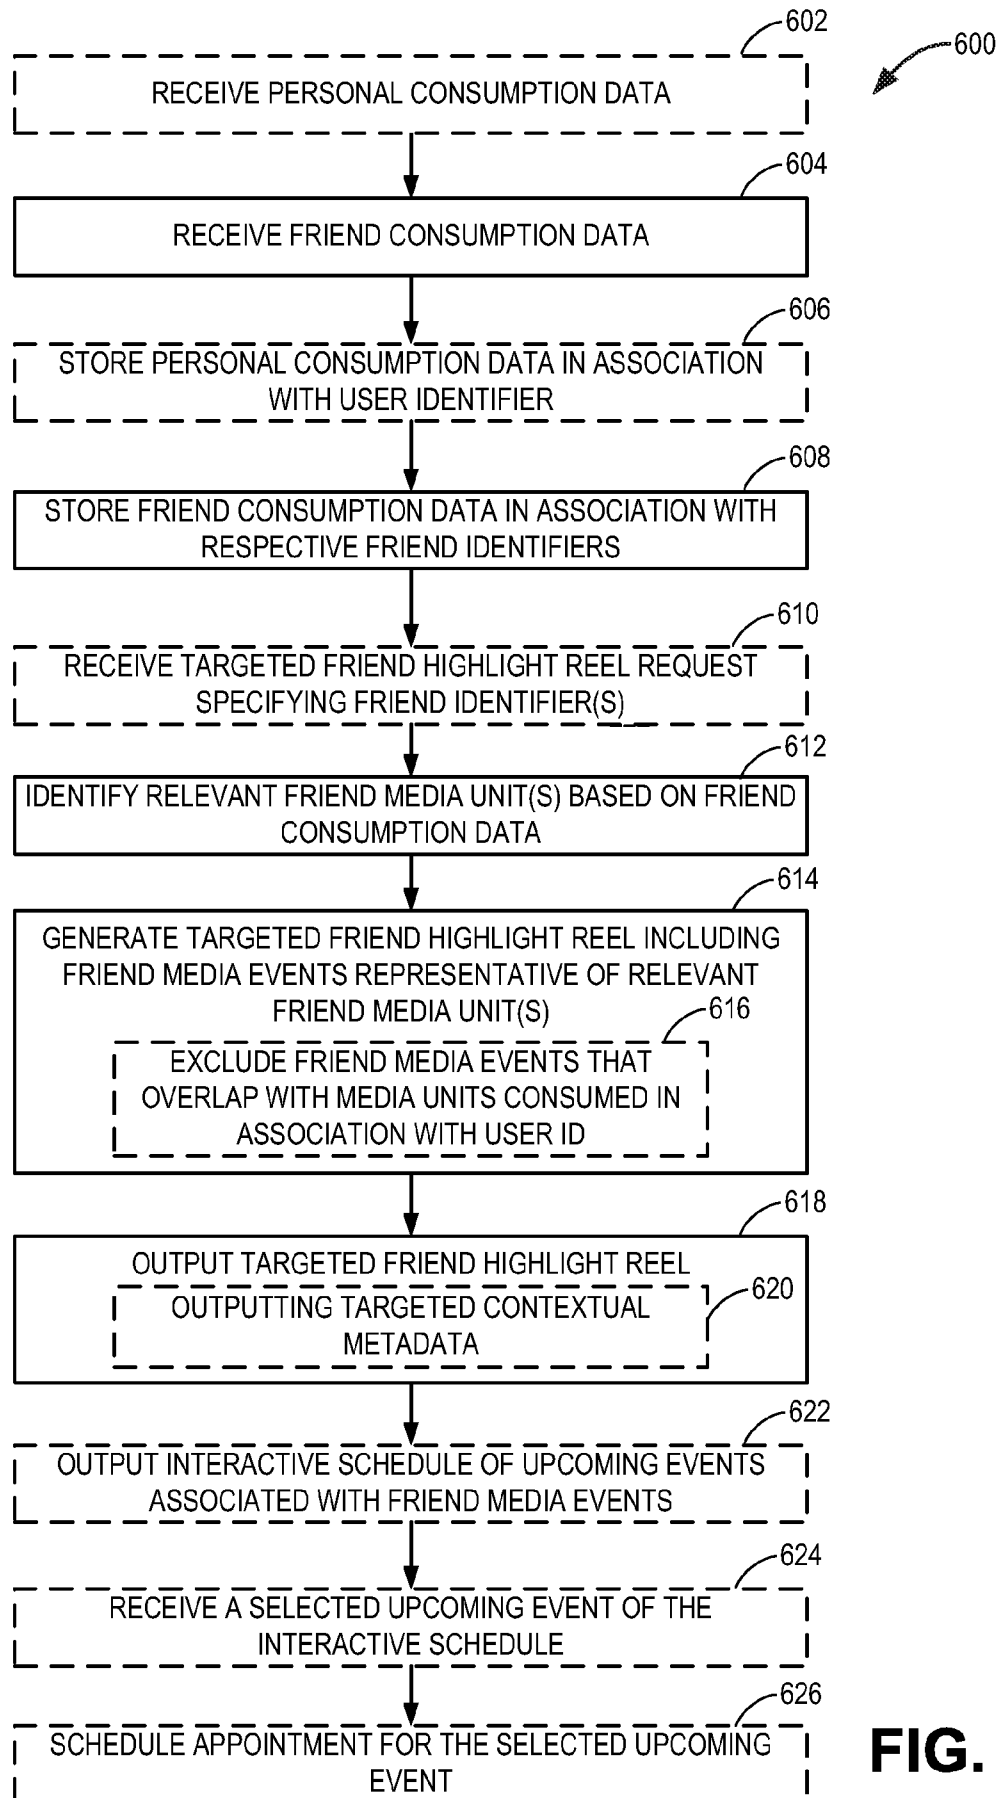 602
600
RECEIVE PERSONAL CONSUMPTION DATA
604
RECEIVE FRIEND CONSUMPTION DATA
606
STORE PERSONAL CONSUMPTION DATA IN ASSOCIATION
WITH USER IDENTIFIER
608
STORE FRIEND CONSUMPTION DATA IN ASSOCIATION WITH
RESPECTIVE FRIEND IDENTIFIERS
610
RECEIVE TARGETED FRIEND HIGHLIGHT REEL REQUEST
SPECIFYING FRIEND IDENTIFIER(S)
612
IDENTIFY RELEVANT FRIEND MEDIA UNIT(S) BASED ON FRIEND
CONSUMPTION DATA
614
GENERATE TARGETED FRIEND HIGHLIGHT REEL INCLUDING
FRIEND MEDIA EVENTS REPRESENTATIVE OF RELEVANT
FRIEND MEDIA UNIT(S)
616
EXCLUDE FRIEND MEDIA EVENTS THAT
OVERLAP WITH MEDIA UNITS CONSUMED IN
ASSOCIATION WITH USER ID
618
OUTPUT TARGETED FRIEND HIGHLIGHT REEL
620
OUTPUTTING TARGETED CONTEXTUAL
METADATA
622
OUTPUT INTERACTIVE SCHEDULE OF UPCOMING EVENTS
ASSOCIATED WITH FRIEND MEDIA EVENTS
624
RECEIVE A SELECTED UPCOMING EVENT OF THE
INTERACTIVE SCHEDULE
626
SCHEDULE APPOINTMENT FOR THE SELECTED UPCOMING
EVENT
FIG.